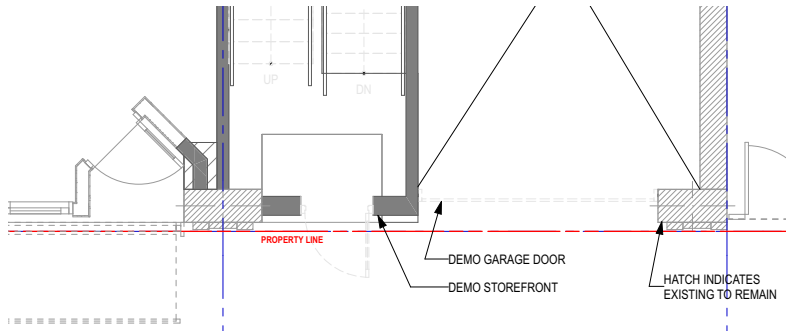 UP
DN
PROPERTY LINE
DEMO GARAGE DOOR
DEMO STOREFRONT
HATCH INDICATES
EXISTING TO REMAIN